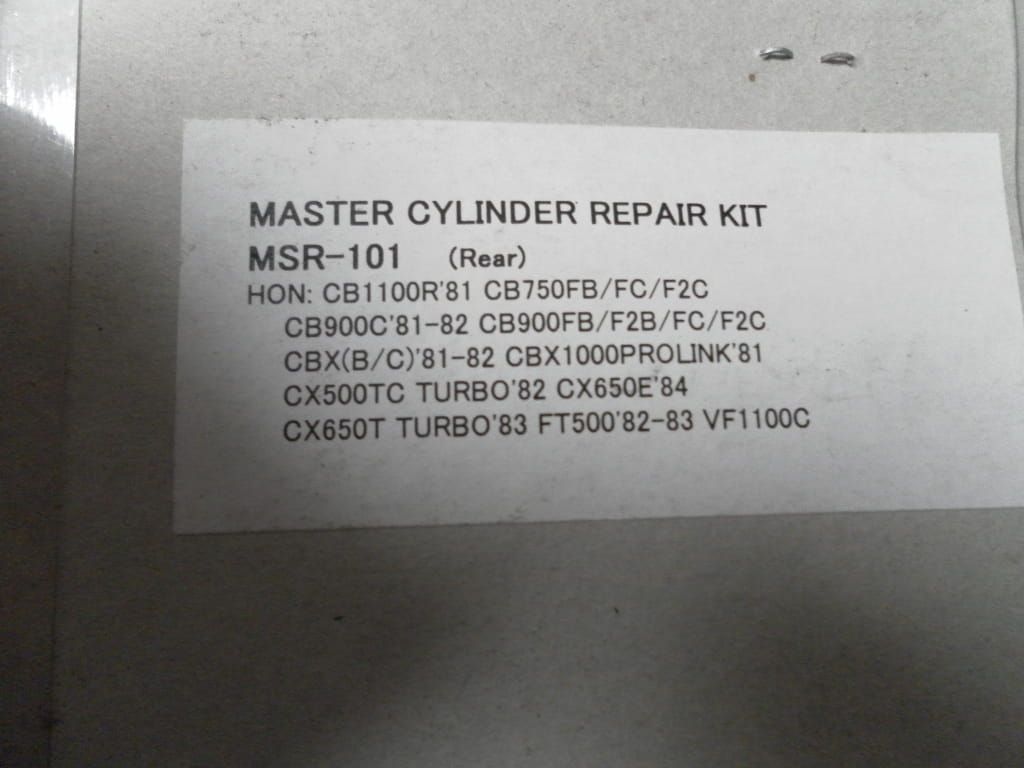 MASTER CYLINDER REPAIR KIT
MSR-101 (Rear)
HON: CB1100R'81 CB750FB/FC/F2C
CB900C'81-82 CB900FB/F2B/FC/F2C
CBX(B/C)'81-82 CBX1000PROLINK'81
CX500TC TURBO'82 CX650E'84
CX650T TURBO'83 FT500'82-83 VF1100C